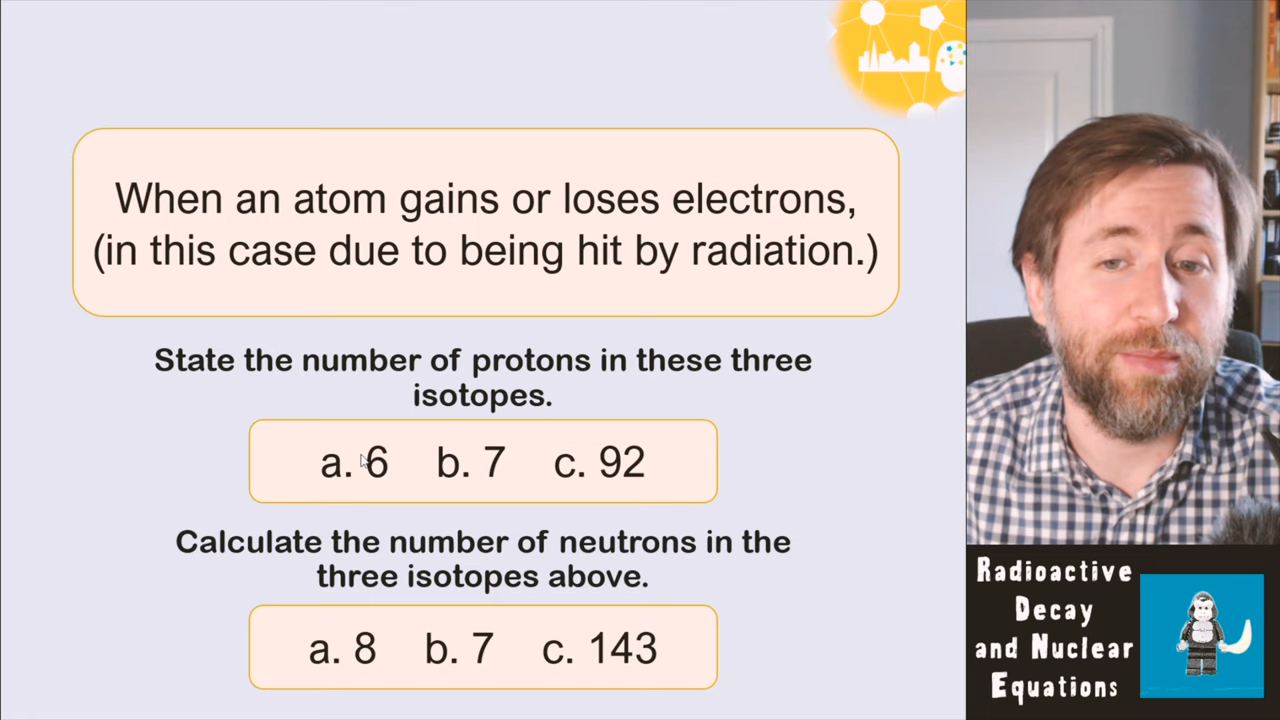 When an atom gains or loses electrons,
(in this case due to being hit by radiation.)
State the number of protons in these three
isotopes.
a. 6 b. 7 c. 92
Calculate the number of neutrons in the
three isotopes above.
a. 8 b. 7 c. 143
Radioactive
Decay
and Nuclear
Equations